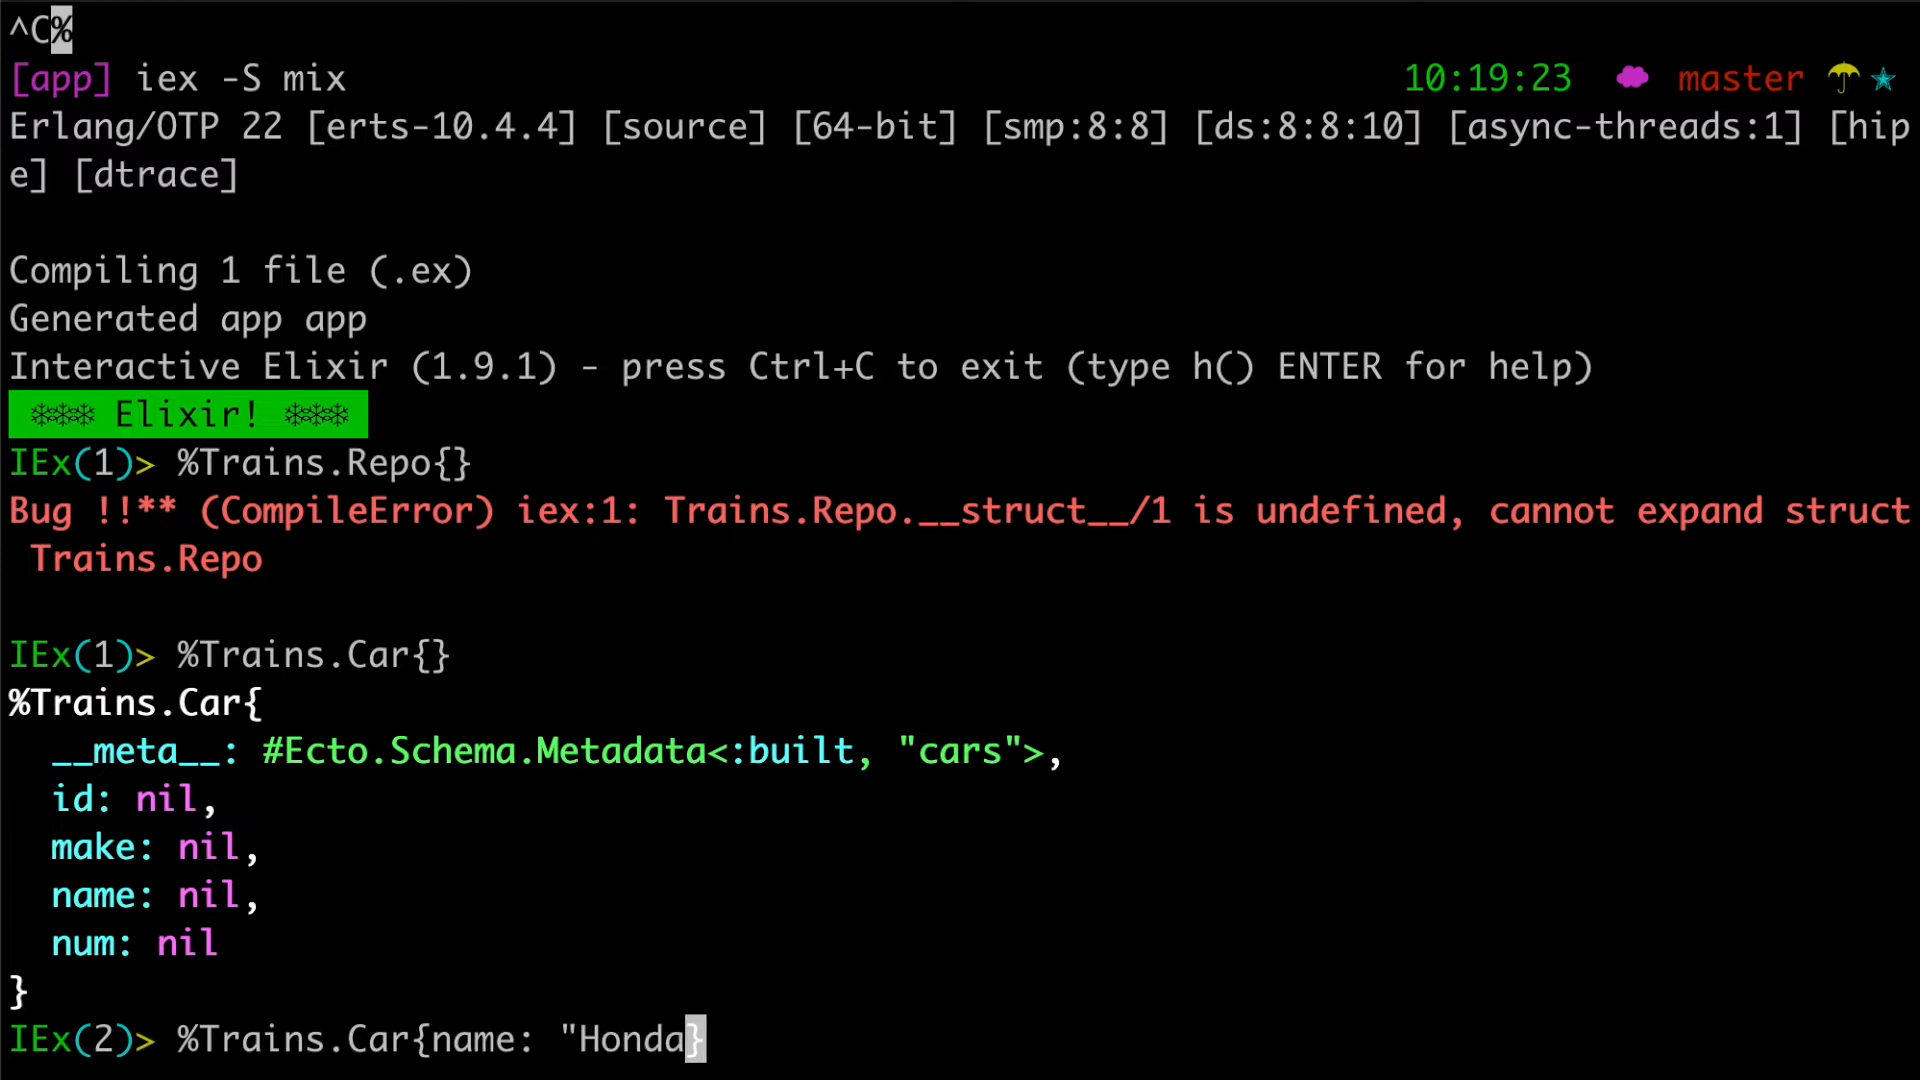 ^C%
[app] iex -S mix 10:19:23 master
Erlang/OTP 22 [erts-10.4.4] [source] [64-bit] [smp:8:8] [ds:8:8:10] [async-threads:1] [hip
e] [dtrace]
Compiling 1 file (.ex)
Generated app app
Interactive Elixir (1.9.1) - press Ctrl+C to exit (type h() ENTER for help)
❄❄❄ Elixir! ❄❄❄
IEx(1)> %Trains.Repo{}
Bug !!** (CompileError) iex:1: Trains.Repo.__struct__/1 is undefined, cannot expand struct
Trains.Repo
IEx(1)> %Trains.Car{}
%Trains.Car{
__meta__: #Ecto.Schema.Metadata<:built, "cars">,
id: nil,
make: nil,
name: nil,
num: nil
}
IEx(2)> %Trains.Car{name: "Honda}